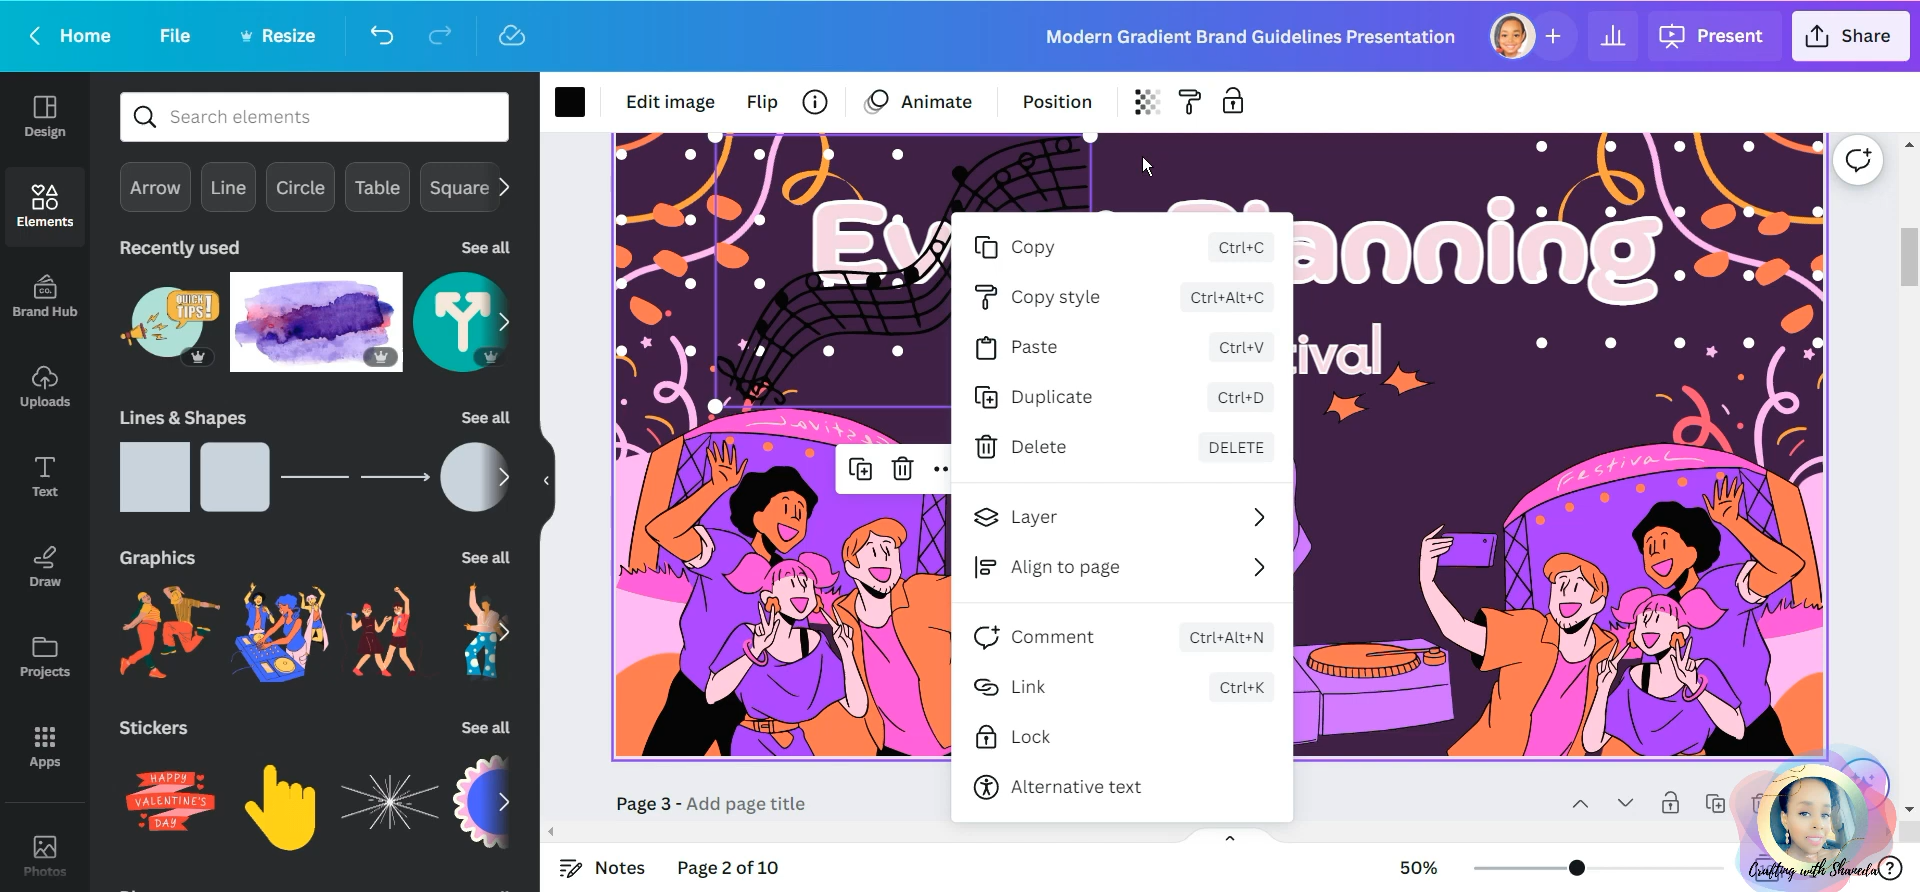 Home File Resize Modern Gradient Brand Guidelines Presentation Present Share
Edit image Flip Animate Position
Design
Elements
Brand Hub
Uploads
Text
Draw
Projects
Apps
Photos
Search elements
Arrow Line Circle Table Square
Recently used See all
QUICK
TIPS!
Lines & Shapes See all
Graphics See all
Stickers See all
HAPPY
VALENTINE'S
DAY
Ev
anning
tival
Festival
Festival
Copy Ctrl+C
Copy style Ctrl+Alt+C
Paste Ctrl+V
Duplicate Ctrl+D
Delete DELETE
Layer
Align to page
Comment Ctrl+Alt+N
Link Ctrl+K
Lock
Alternative text
Page 3 - Add page title
Notes Page 2 of 10 50% ?
Crafting with Shaneda